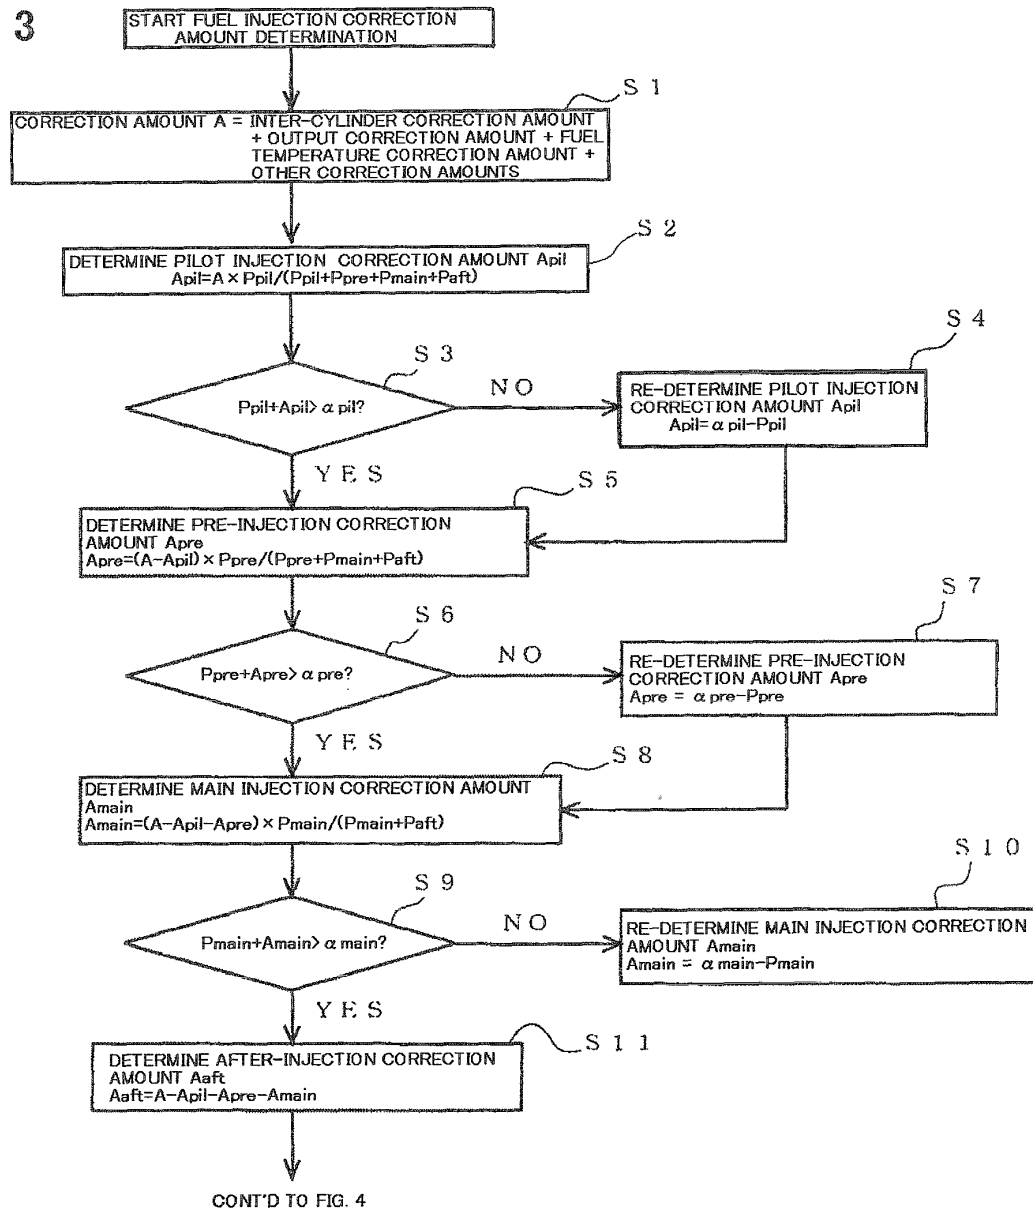 3
START FUEL INJECTION CORRECTION
AMOUNT DETERMINATION
S 1
CORRECTION AMOUNT A = INTER-CYLINDER CORRECTION AMOUNT
+ OUTPUT CORRECTION AMOUNT + FUEL
TEMPERATURE CORRECTION AMOUNT +
OTHER CORRECTION AMOUNTS
S 2
DETERMINE PILOT INJECTION CORRECTION AMOUNT Apil
Apil=A×Ppil/(Ppil+Ppre+Pmain+Paft)
S 3
Ppil+Apil>α pil?
NO
S 4
RE-DETERMINE PILOT INJECTION
CORRECTION AMOUNT Apil
Apil=α pil-Ppil
YES
S 5
DETERMINE PRE-INJECTION CORRECTION
AMOUNT Apre
Apre=(A-Apil)×Ppre/(Ppre+Pmain+Paft)
S 6
Ppre+Apre>α pre?
NO
S 7
RE-DETERMINE PRE-INJECTION
CORRECTION AMOUNT Apre
Apre = α pre-Ppre
YES
S 8
DETERMINE MAIN INJECTION CORRECTION AMOUNT
Amain
Amain=(A-Apil-Apre)×Pmain/(Pmain+Paft)
S 9
Pmain+Amain>α main?
NO
S 1 0
RE-DETERMINE MAIN INJECTION CORRECTION
AMOUNT Amain
Amain = α main-Pmain
YES
S 1 1
DETERMINE AFTER-INJECTION CORRECTION
AMOUNT Aaft
Aaft=A-Apil-Apre-Amain
CONT'D TO FIG. 4